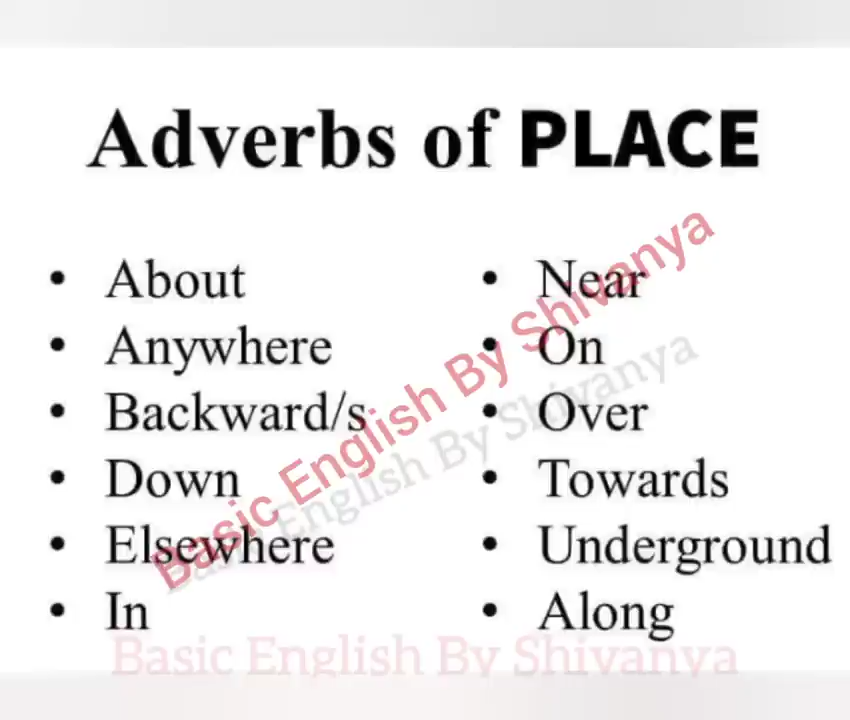 Adverbs of PLACE
• About
• Anywhere
• Backward/s
• Down
• Elsewhere
• In
• Near
• On
• Over
• Towards
• Underground
• Along
Basic English By Shivanya
Basic English By Shivanya
Basic English By Shivanya